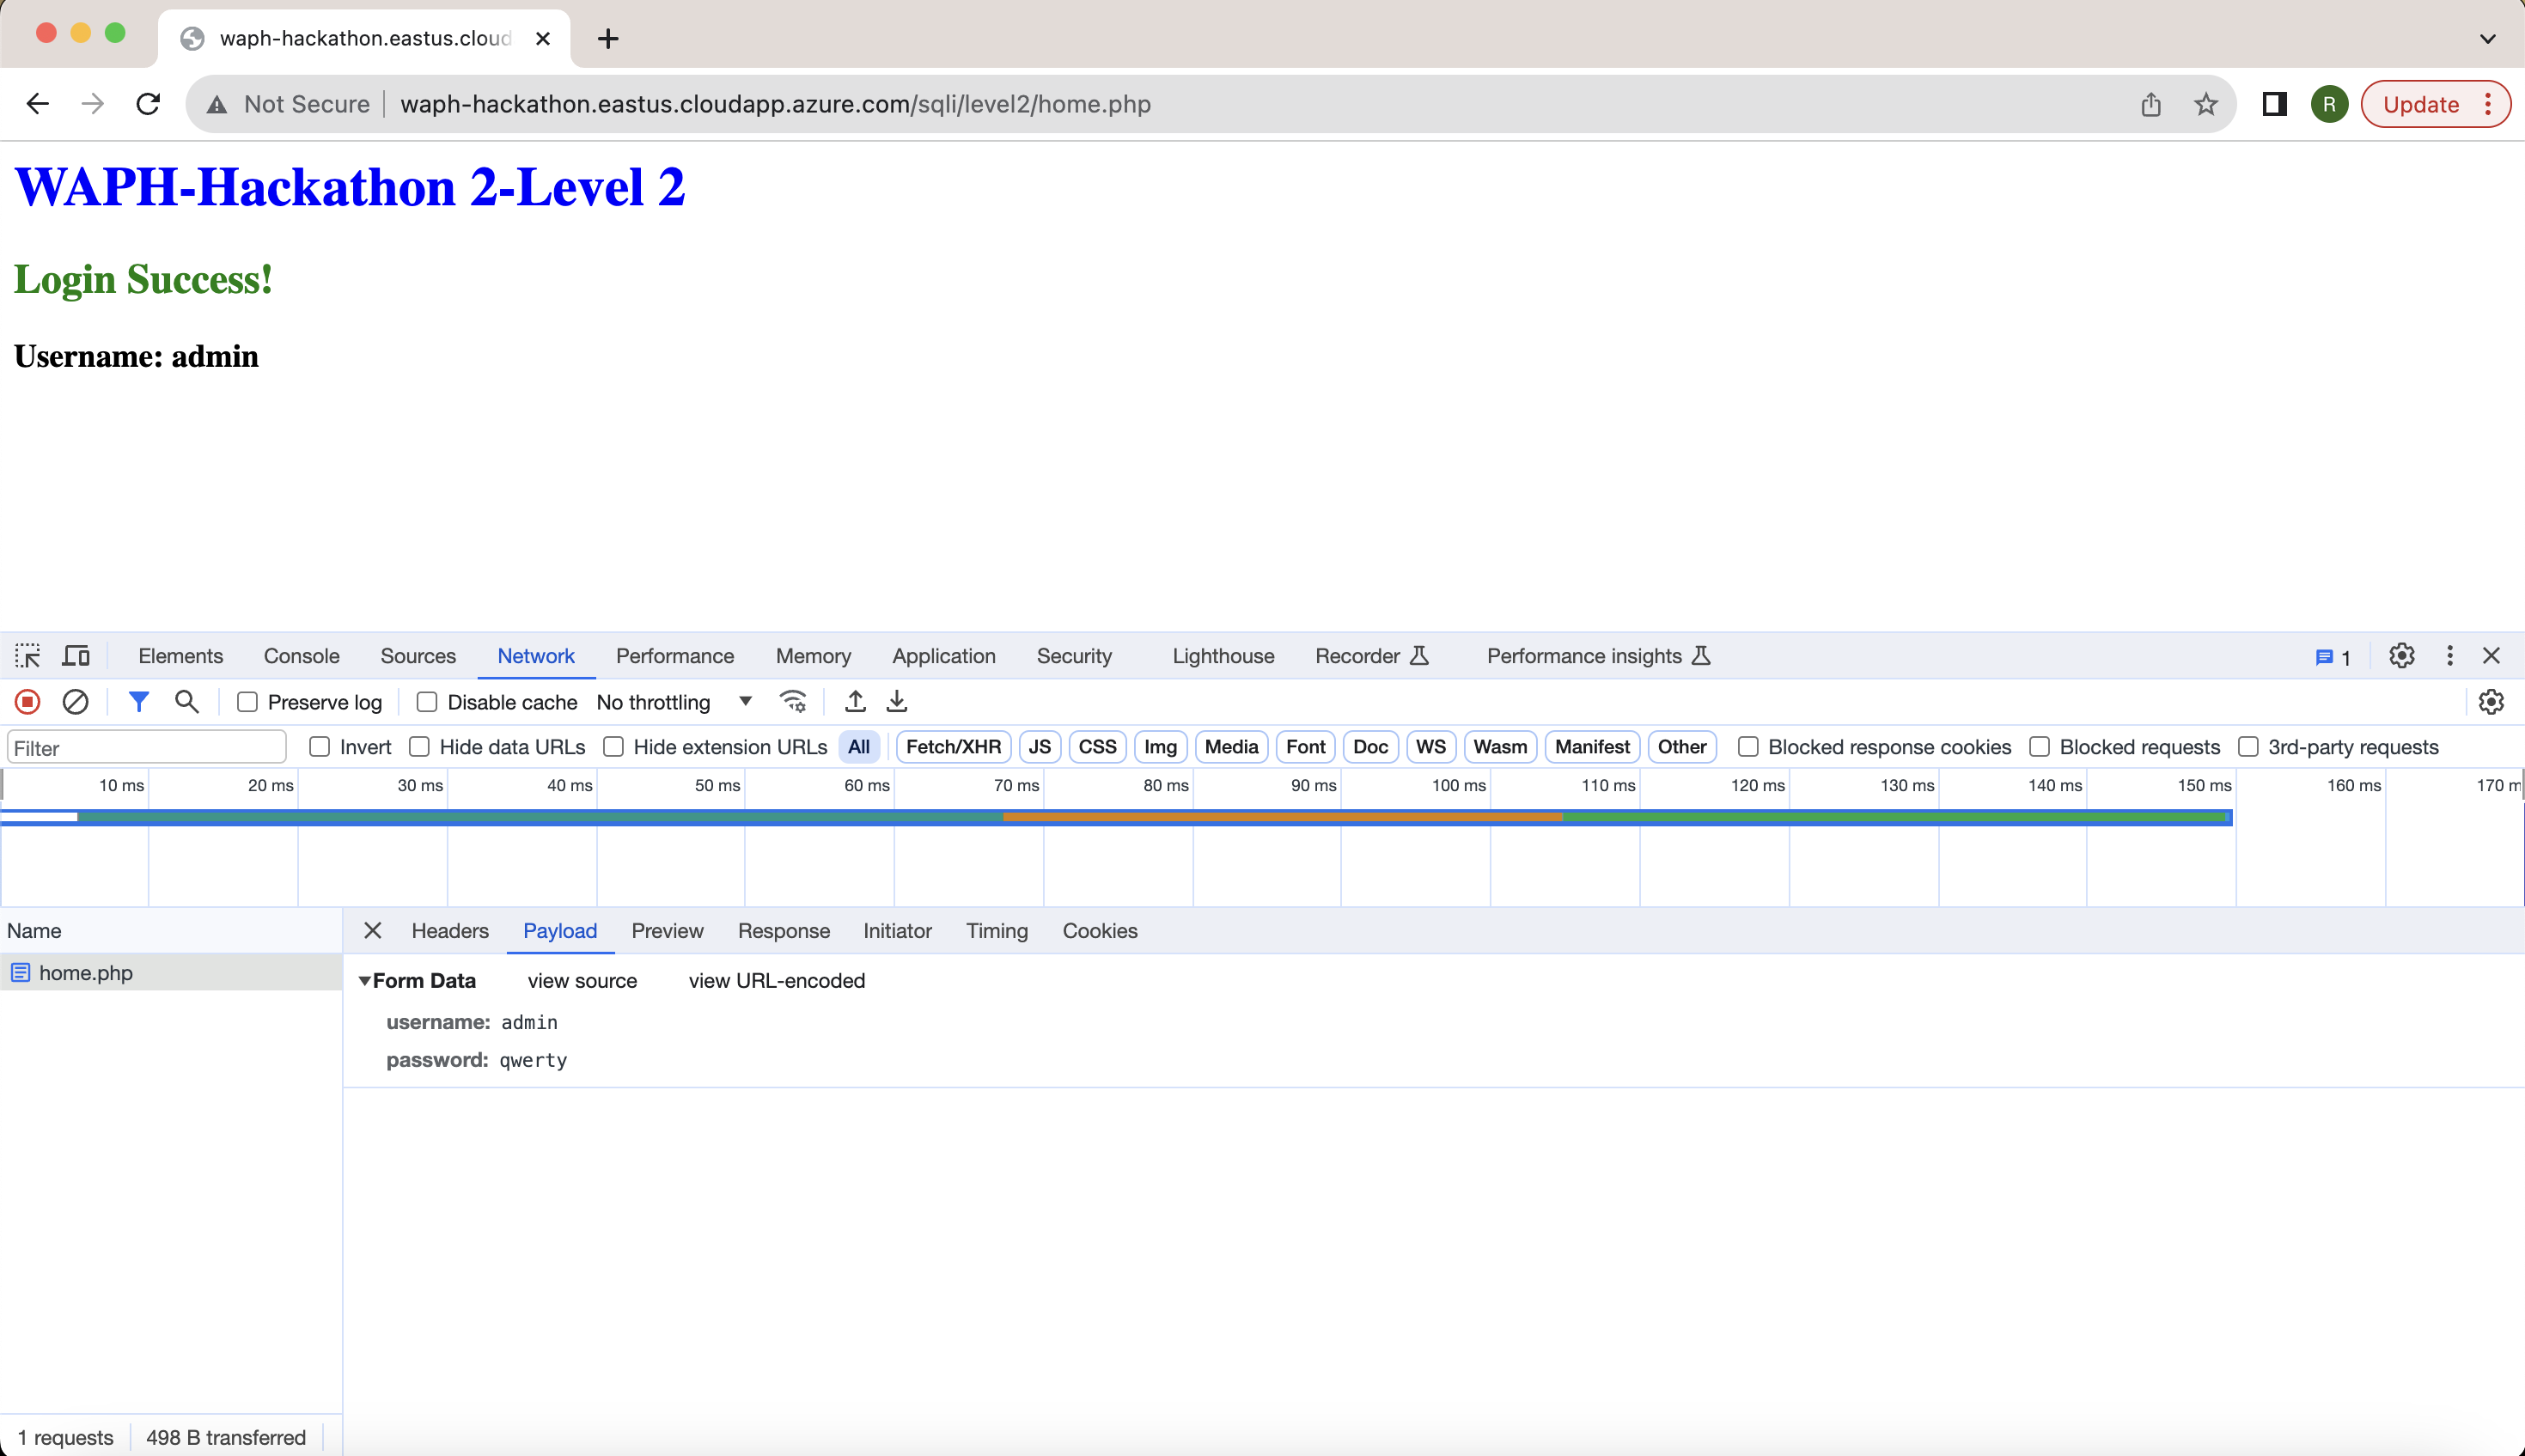 waph-hackathon.eastus.cloud
Not Secure waph-hackathon.eastus.cloudapp.azure.com/sqli/level2/home.php R Update
WAPH-Hackathon 2-Level 2
Login Success!
Username: admin
Elements Console Sources Network Performance Memory Application Security Lighthouse Recorder Performance insights 1
Preserve log Disable cache No throttling
Filter Invert Hide data URLs Hide extension URLs All Fetch/XHR JS CSS Img Media Font Doc WS Wasm Manifest Other Blocked response cookies Blocked requests 3rd-party requests
10 ms 20 ms 30 ms 40 ms 50 ms 60 ms 70 ms 80 ms 90 ms 100 ms 110 ms 120 ms 130 ms 140 ms 150 ms 160 ms 170 m
Name Headers Payload Preview Response Initiator Timing Cookies
home.php
Form Data view source view URL-encoded
username: admin
password: qwerty
1 requests 498 B transferred